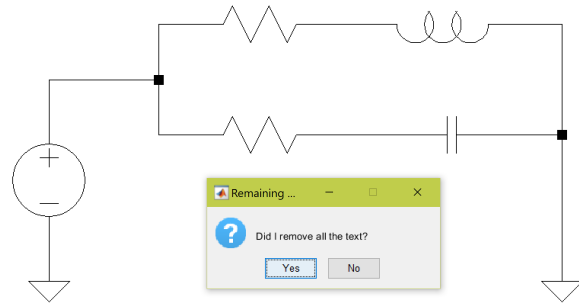 Remaining ...
Did I remove all the text?
Yes
No